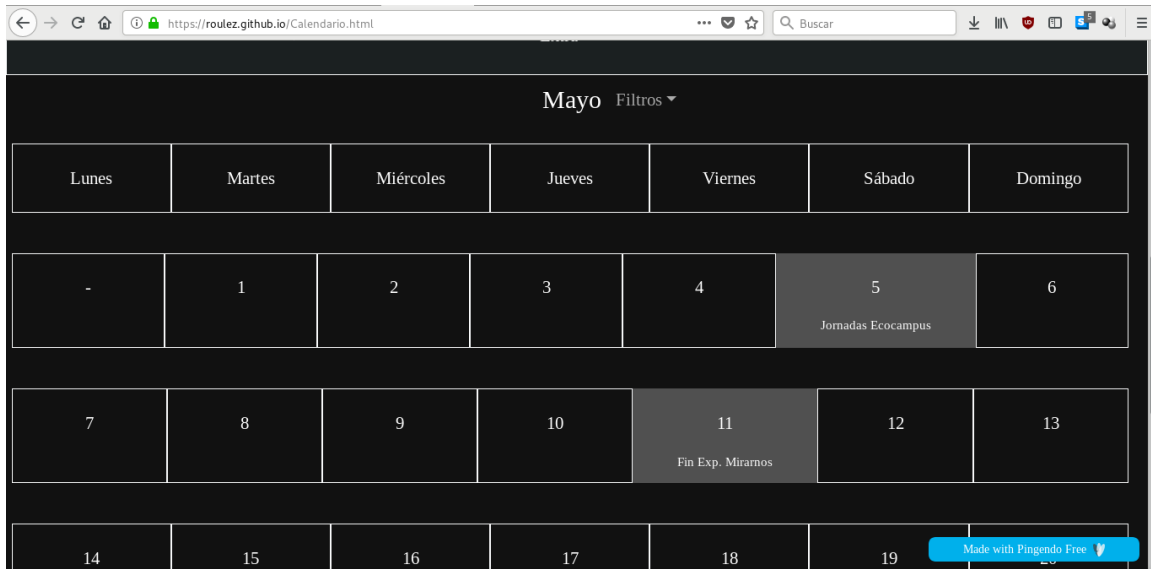 https://roulez.github.io/Calendario.html
Buscar
5
Mayo Filtros
Lunes Martes Miércoles Jueves Viernes Sábado Domingo
- 1 2 3 4 5 6
Jornadas Ecocampus
7 8 9 10 11 12 13
Fin Exp. Mirarnos
14 15 16 17 18 19
Made with Pingendo Free